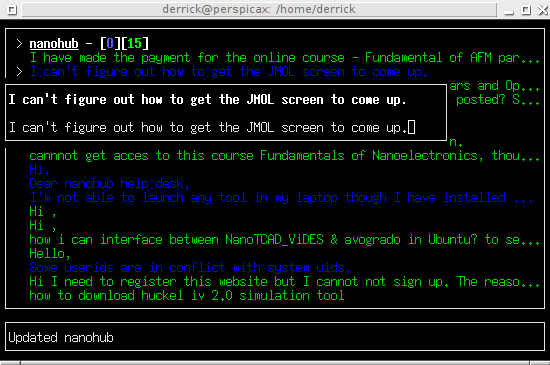 derrick@perspicax: /home/derrick
> nanohub - [0][15]
I have made the payment for the online course - Fundamental of AFM par...
> I can't figure out how to get the JMOL screen to come up.
ars and Op...
I can't figure out how to get the JMOL screen to come up.
posted? S...
I can't figure out how to get the JMOL screen to come up.
n.
cannnot get acces to this course Fundamentals of Nanoelectronics, thou...
Hi,
Dear nanohub help desk,
I'm not able to launch any tool in my laptop though I have installed ...
Hi ,
Hi ,
how i can interface between NanoTCAD_ViDES & avogrado in Ubuntu? to se...
Hello,
Some userids are in conflict with system uids.
Hi I need to register this website but I cannot not sign up. The reaso...
how to download huckel iv 2.0 simulation tool
Updated nanohub